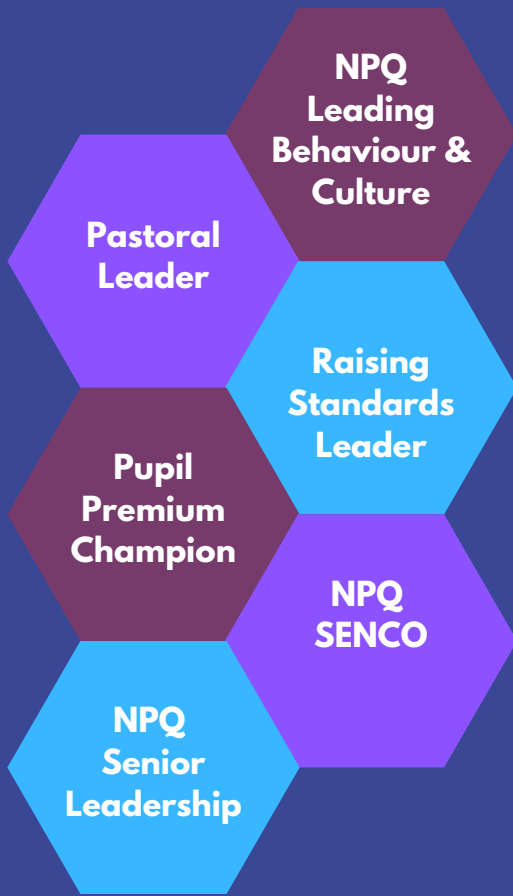 NPQ
Leading
Behaviour &
Culture
Pastoral
Leader
Raising
Standards
Leader
Pupil
Premium
Champion
NPQ
SENCO
NPQ
Senior
Leadership